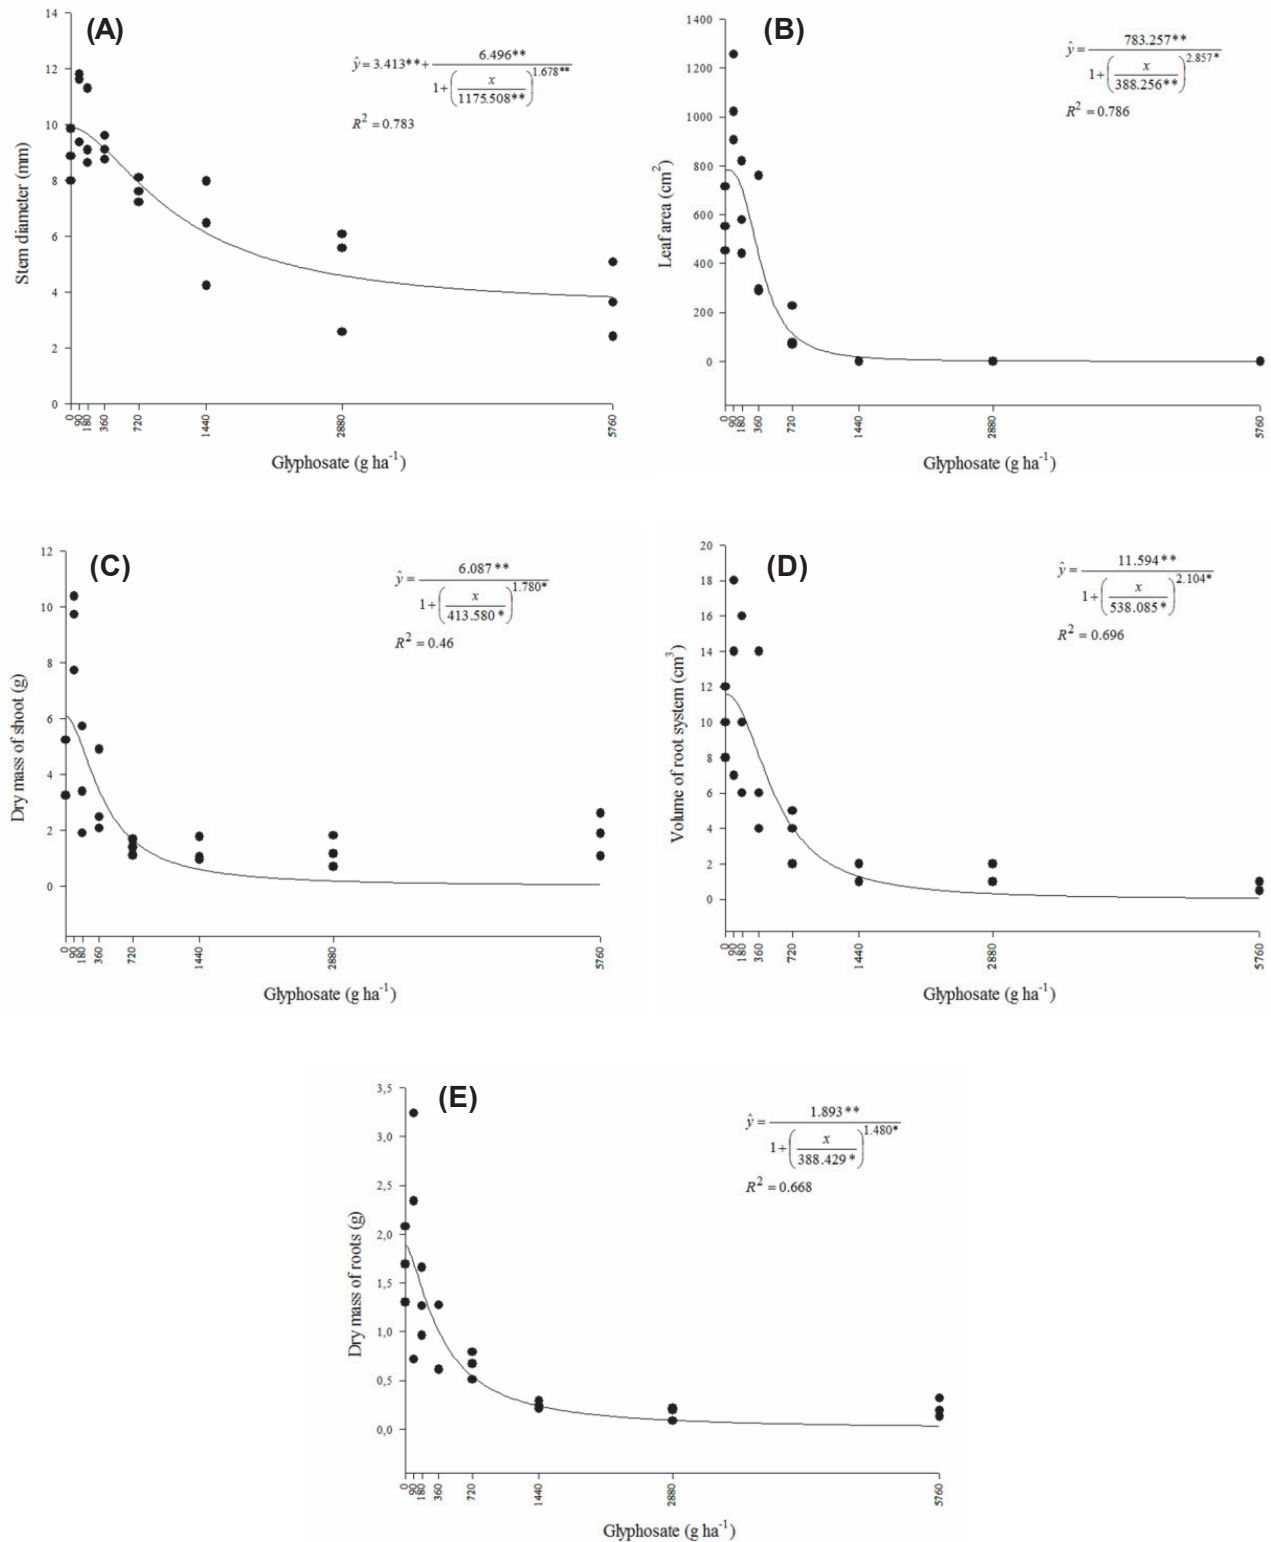 (A)
14
12
10
8
6
4
2
0
Stem diameter (mm)
ŷ = 3.413** + 6.496** / 1 + (x / 1175.508**)^1.678**
R² = 0.783
0 90 180 360 720 1440 2880 5760
Glyphosate (g ha⁻¹)
(B)
1400
1200
1000
800
600
400
200
0
Leaf area (cm²)
ŷ = 783.257** / 1 + (x / 388.256**)^2.857*
R² = 0.786
0 90 180 360 720 1440 2880 5760
Glyphosate (g ha⁻¹)
(C)
12
10
8
6
4
2
0
Dry mass of shoot (g)
ŷ = 6.087** / 1 + (x / 413.580*)^1.780*
R² = 0.46
0 90 180 360 720 1440 2880 5760
Glyphosate (g ha⁻¹)
(D)
20
18
16
14
12
10
8
6
4
2
0
Volume of root system (cm³)
ŷ = 11.594** / 1 + (x / 538.085*)^2.104*
R² = 0.696
0 90 180 360 720 1440 2880 5760
Glyphosate (g ha⁻¹)
(E)
3,5
3,0
2,5
2,0
1,5
1,0
0,5
0,0
Dry mass of roots (g)
ŷ = 1.893** / 1 + (x / 388.429*)^1.480*
R² = 0.668
0 90 180 360 720 1440 2880 5760
Glyphosate (g ha⁻¹)